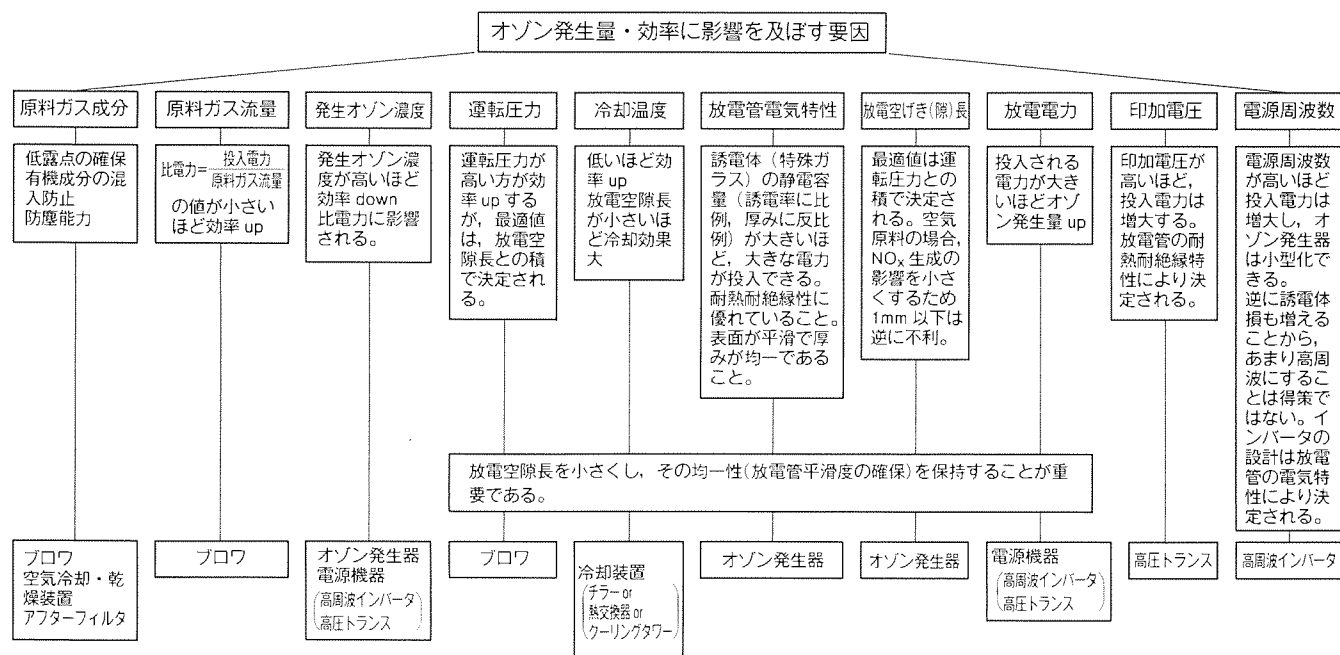 オゾン発生量・効率に影響を及ぼす要因
原料ガス成分
低露点の確保
有機成分の混
入防止
防塵能力
原料ガス流量
比電力=投入電力/原料ガス流量
の値が小さい
ほど効率 up
発生オゾン濃度
発生オゾン濃
度が高いほど
効率 down
比電力に影響
される。
運転圧力
運転圧力が
高い方が効
率 up する
が,最適値
は,放電空
隙長との積
で決定され
る。
冷却温度
低いほど効
率 up
放電空隙長
が小さいほ
ど冷却効果
大
放電管電気特性
誘電体(特殊ガ
ラス)の静電容
量(誘電率に比
例,厚みに反比
例)が大きいほ
ど,大きな電力
が投入できる。
耐熱耐絶縁性に
優れていること。
表面が平滑で厚
みが均一である
こと。
放電空げき(隙)長
最適値は運
転圧力との
積で決定さ
れる。空気
原料の場合,
NOx 生成の
影響を小さ
くするため
1mm 以下は
逆に不利。
放電電力
投入される
電力が大き
いほどオゾ
ン発生量 up
印加電圧
印加電圧が
高いほど,
投入電力は
増大する。
放電管の耐
熱耐絶縁特
性により決
定される。
電源周波数
電源周波数
が高いほど
投入電力は
増大し,オ
ゾン発生器
は小型化で
きる。
逆に誘電体
損も増える
ことから,
あまり高周
波にするこ
とは得策で
はない。イ
ンバータの
設計は放電
管の電気特
性により決
定される。
放電空隙長を小さくし,その均一性(放電管平滑度の確保)を保持することが重
要である。
ブロワ
空気冷却・乾
燥装置
アフターフィルタ
ブロワ
オゾン発生器
電源機器
(高周波インバータ
高圧トランス)
ブロワ
冷却装置
(チラー or
熱交換器 or
クーリングタワー)
オゾン発生器
オゾン発生器
電源機器
(高周波インバータ
高圧トランス)
高圧トランス
高周波インバータ